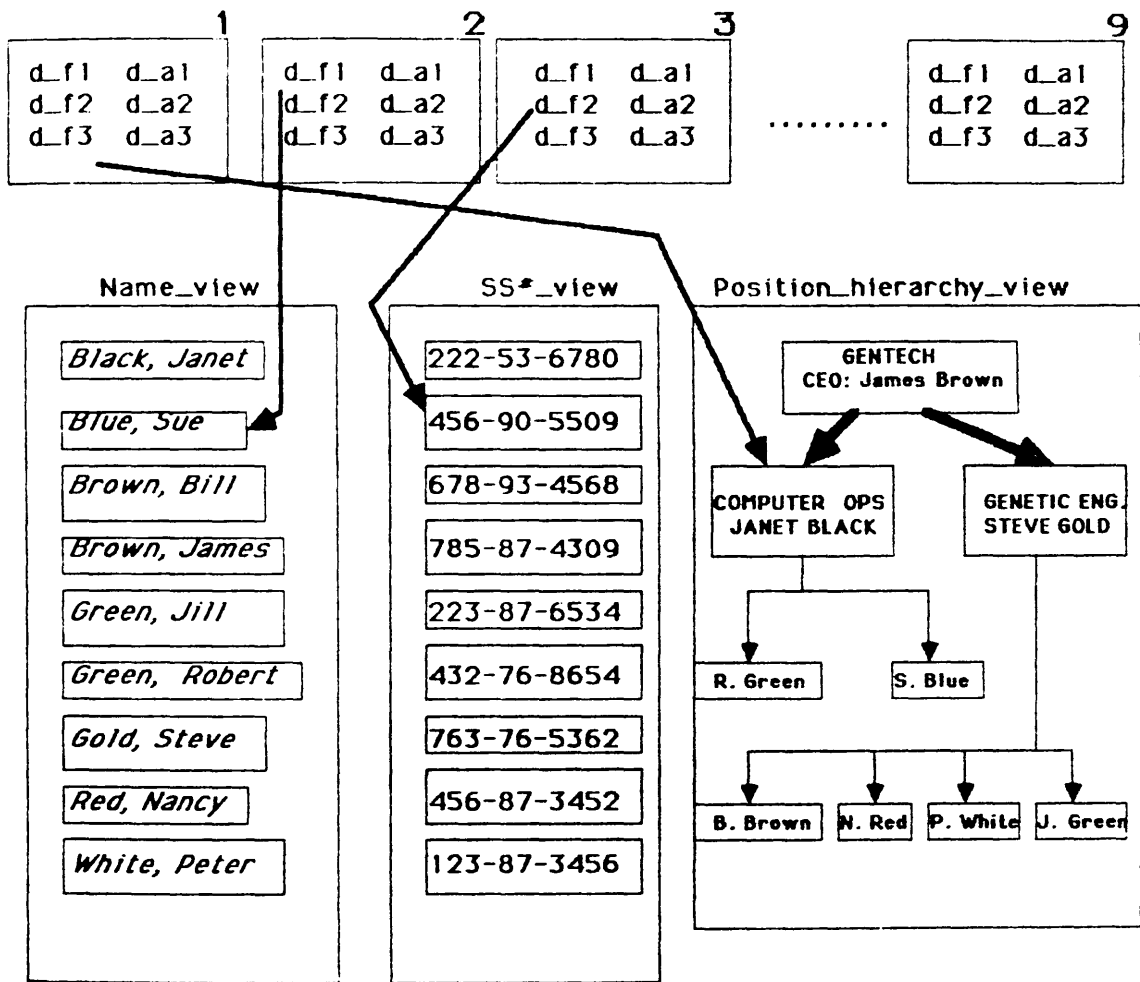 1
2
3
9
d_f1 d_a1
d_f2 d_a2
d_f3 d_a3
d_f1 d_a1
d_f2 d_a2
d_f3 d_a3
d_f1 d_a1
d_f2 d_a2
d_f3 d_a3
.........
d_f1 d_a1
d_f2 d_a2
d_f3 d_a3
Name_view
Black, Janet
Blue, Sue
Brown, Bill
Brown, James
Green, Jill
Green, Robert
Gold, Steve
Red, Nancy
White, Peter
SS#_view
222-53-6780
456-90-5509
678-93-4568
785-87-4309
223-87-6534
432-76-8654
763-76-5362
456-87-3452
123-87-3456
Position_hierarchy_view
GENTECH
CEO: James Brown
COMPUTER OPS
JANET BLACK
GENETIC ENG.
STEVE GOLD
R. Green
S. Blue
B. Brown
N. Red
P. White
J. Green